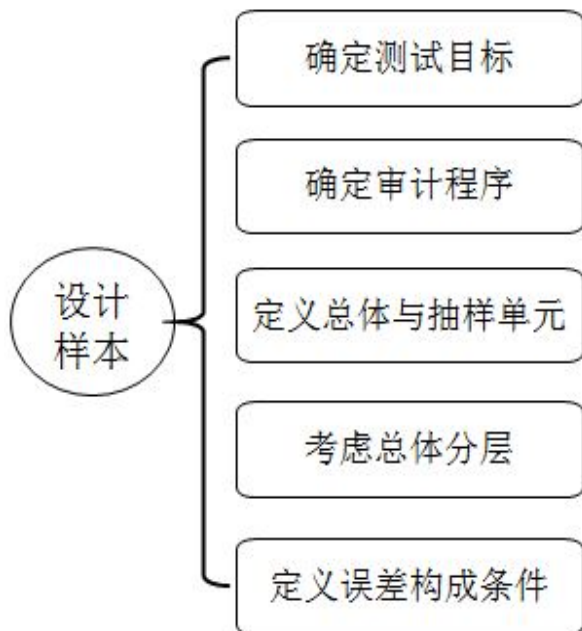 确定测试目标
确定审计程序
设计
样本
定义总体与抽样单元
考虑总体分层
定义误差构成条件